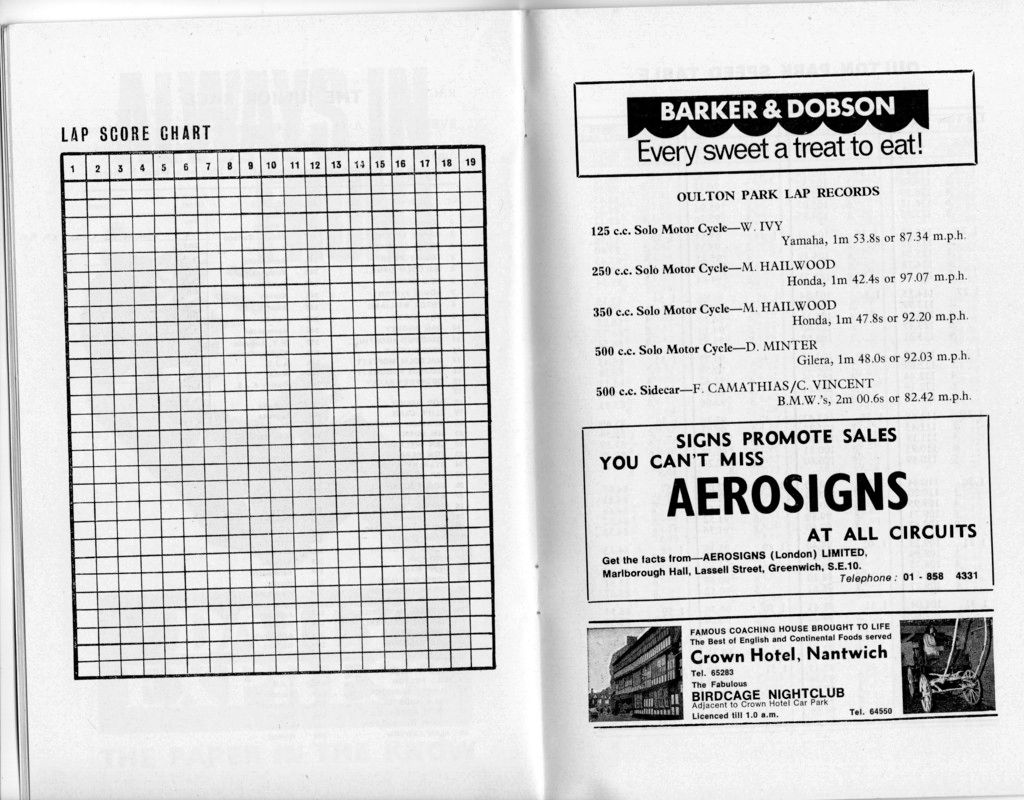 LAP SCORE CHART
1 2 3 4 5 6 7 8 9 10 11 12 13 14 15 16 17 18 19
BARKER & DOBSON
Every sweet a treat to eat!
OULTON PARK LAP RECORDS
125 c.c. Solo Motor Cycle—W. IVY
Yamaha, 1m 53.8s or 87.34 m.p.h.
250 c.c. Solo Motor Cycle—M. HAILWOOD
Honda, 1m 42.4s or 97.07 m.p.h.
350 c.c. Solo Motor Cycle—M. HAILWOOD
Honda, 1m 47.8s or 92.20 m.p.h.
500 c.c. Solo Motor Cycle—D. MINTER
Gilera, 1m 48.0s or 92.03 m.p.h.
500 c.c. Sidecar—F. CAMATHIAS/C. VINCENT
B.M.W.'s, 2m 00.6s or 82.42 m.p.h.
SIGNS PROMOTE SALES
YOU CAN'T MISS
AEROSIGNS
AT ALL CIRCUITS
Get the facts from—AEROSIGNS (London) LIMITED,
Marlborough Hall, Lassell Street, Greenwich, S.E.10.
Telephone : 01 - 858 4331
FAMOUS COACHING HOUSE BROUGHT TO LIFE
The Best of English and Continental Foods served
Crown Hotel, Nantwich
Tel. 65283
The Fabulous
BIRDCAGE NIGHTCLUB
Adjacent to Crown Hotel Car Park
Licenced till 1.0 a.m. Tel. 64550